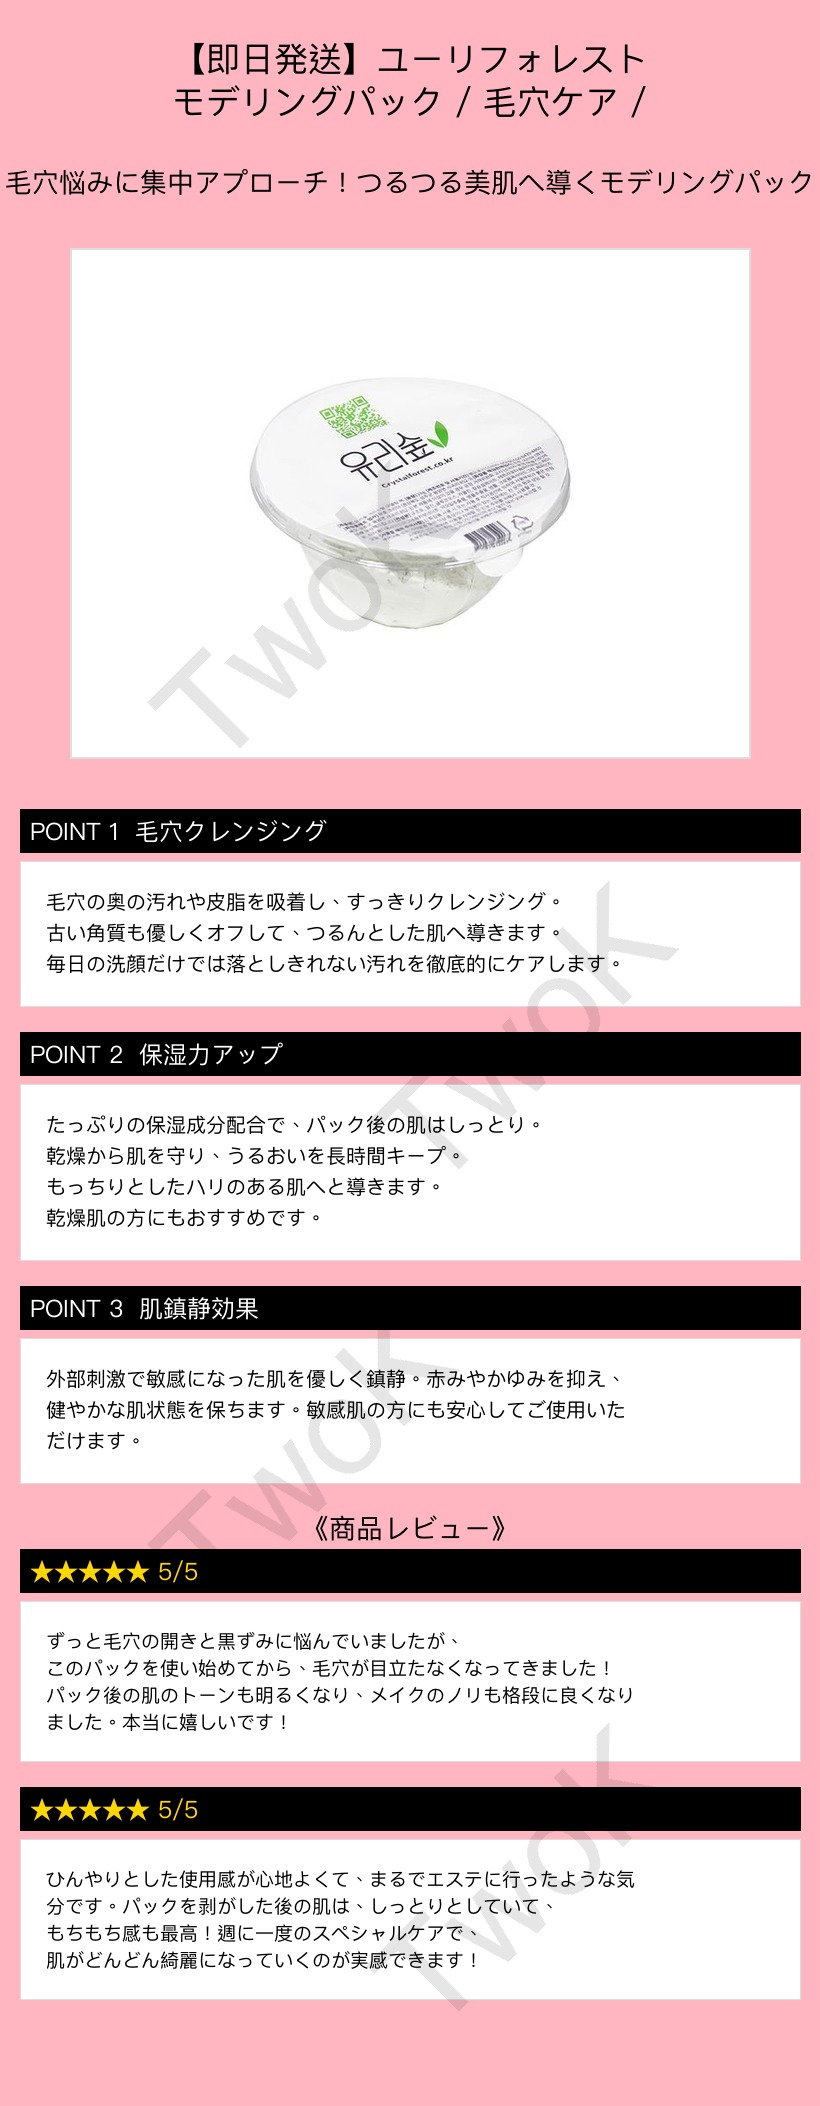 【即日発送】ユーリフォレスト
モデリングパック / 毛穴ケア /
毛穴悩みに集中アプローチ！つるつる美肌へ導くモデリングパック
유리숲
Crystalforest.co.kr
TwoK
POINT 1 毛穴クレンジング
毛穴の奥の汚れや皮脂を吸着し、すっきりクレンジング。
古い角質も優しくオフして、つるんとした肌へ導きます。
毎日の洗顔だけでは落としきれない汚れを徹底的にケアします。
TwoK
POINT 2 保湿力アップ
たっぷりの保湿成分配合で、パック後の肌はしっとり。
乾燥から肌を守り、うるおいを長時間キープ。
もっちりとしたハリのある肌へと導きます。
乾燥肌の方にもおすすめです。
POINT 3 肌鎮静効果
外部刺激で敏感になった肌を優しく鎮静。赤みやかゆみを抑え、
健やかな肌状態を保ちます。敏感肌の方にも安心してご使用いた
だけます。
TwoK
《商品レビュー》
★★★★★ 5/5
ずっと毛穴の開きと黒ずみに悩んでいましたが、
このパックを使い始めてから、毛穴が目立たなくなってきました！
パック後の肌のトーンも明るくなり、メイクのノリも格段に良くなり
ました。本当に嬉しいです！
★★★★★ 5/5
ひんやりとした使用感が心地よくて、まるでエステに行ったような気
分です。パックを剥がした後の肌は、しっとりとしていて、
もちもち感も最高！週に一度のスペシャルケアで、
肌がどんどん綺麗になっていくのが実感できます！
TwoK